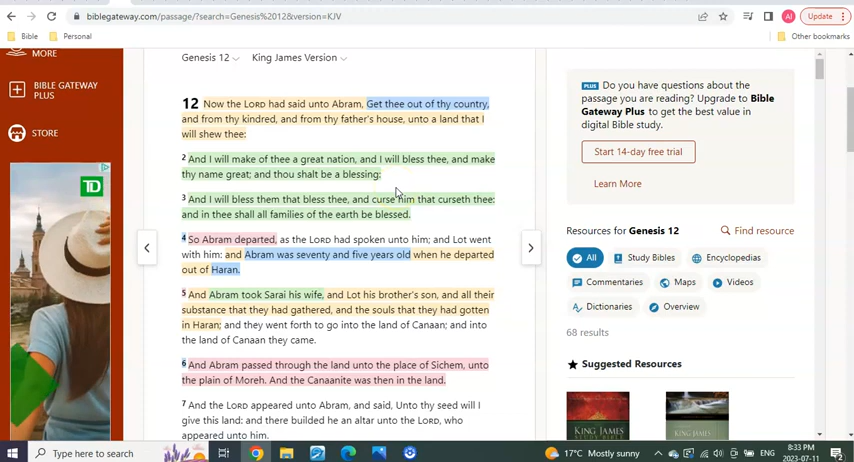 biblegateway.com/passage/?search=Genesis%2012&version=KJV
AI
Update
Bible
Personal
Other bookmarks
MORE
BIBLE GATEWAY
PLUS
STORE
TD
Genesis 12
King James Version
12 Now the LORD had said unto Abram, Get thee out of thy country,
and from thy kindred, and from thy father's house, unto a land that I
will shew thee:
2 And I will make of thee a great nation, and I will bless thee, and make
thy name great; and thou shalt be a blessing:
3 And I will bless them that bless thee, and curse him that curseth thee:
and in thee shall all families of the earth be blessed.
4 So Abram departed, as the LORD had spoken unto him; and Lot went
with him: and Abram was seventy and five years old when he departed
out of Haran.
5 And Abram took Sarai his wife, and Lot his brother's son, and all their
substance that they had gathered, and the souls that they had gotten
in Haran; and they went forth to go into the land of Canaan; and into
the land of Canaan they came.
6 And Abram passed through the land unto the place of Sichem, unto
the plain of Moreh. And the Canaanite was then in the land.
7 And the LORD appeared unto Abram, and said, Unto thy seed will I
give this land: and there builded he an altar unto the LORD, who
appeared unto him.
PLUS Do you have questions about the
passage you are reading? Upgrade to Bible
Gateway Plus to get the best value in
digital Bible study.
Start 14-day free trial
Learn More
Resources for Genesis 12
Find resource
All
Study Bibles
Encyclopedias
Commentaries
Maps
Videos
Dictionaries
Overview
68 results
Suggested Resources
KING JAMES
KING JAMES
Type here to search
17°C Mostly sunny
ENG
8:33 PM
2023-07-11
2